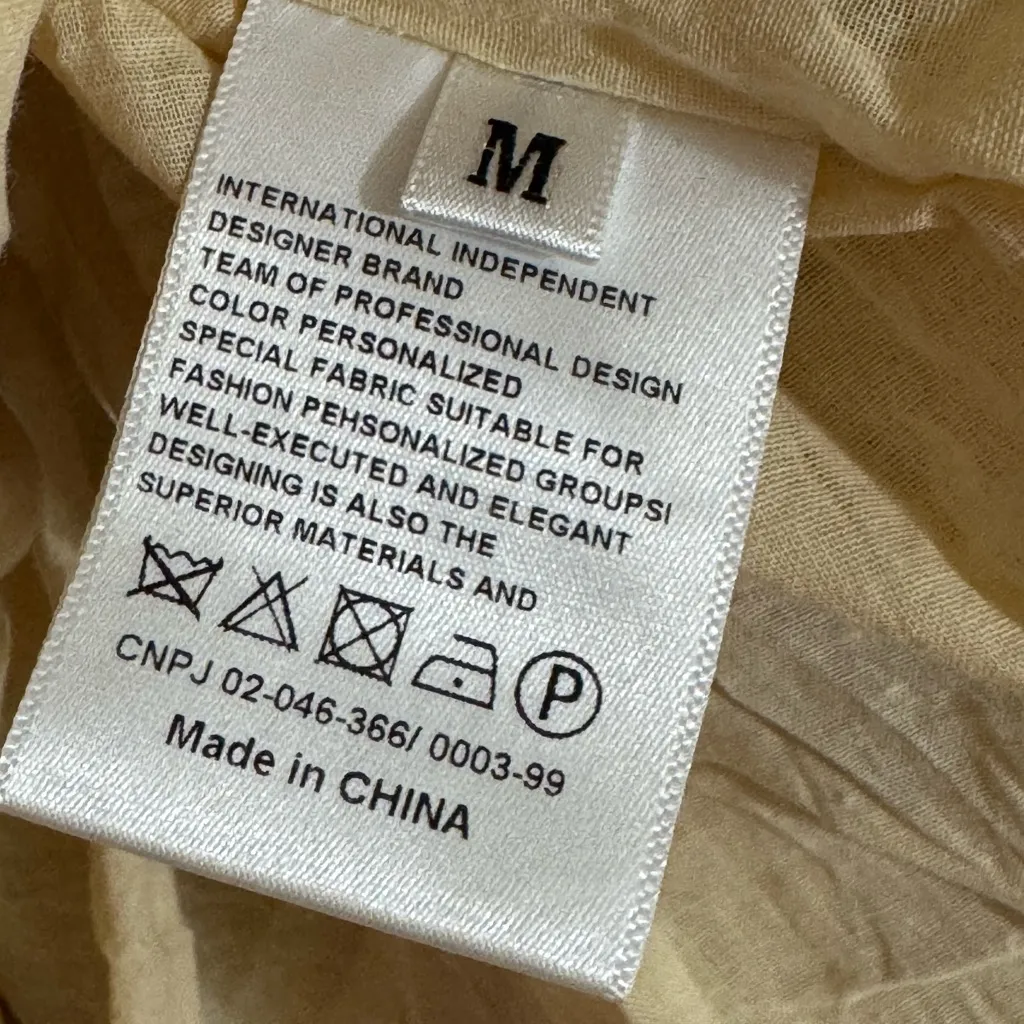 M
INTERNATIONAL INDEPENDENT
DESIGNER BRAND
TEAM OF PROFESSIONAL DESIGN
COLOR PERSONALIZED
SPECIAL FABRIC SUITABLE FOR
FASHION PEHSONALIZED GROUPSI
WELL-EXECUTED AND ELEGANT
DESIGNING IS ALSO THE
SUPERIOR MATERIALS AND
P
CNPJ 02-046-366/ 0003-99
Made in CHINA